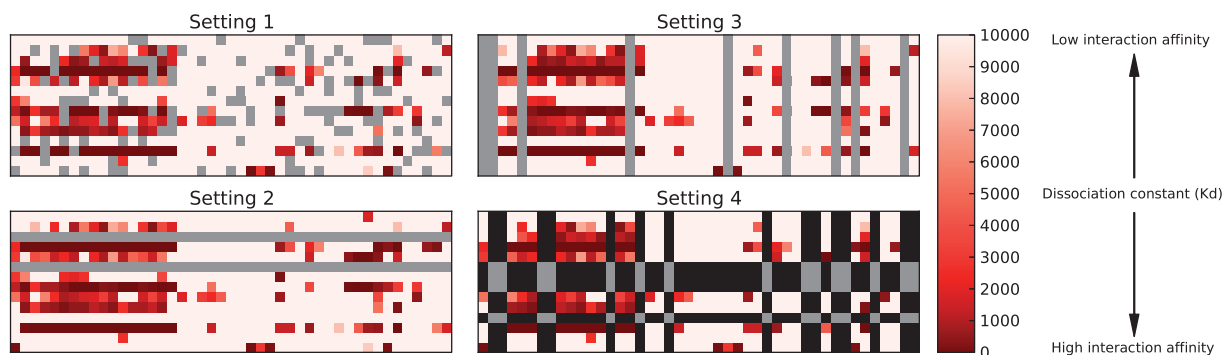 Setting 1
Setting 3
Setting 2
Setting 4
10000
9000
8000
7000
6000
5000
4000
3000
2000
1000
0
Low interaction affinity
Dissociation constant (Kd)
High interaction affinity